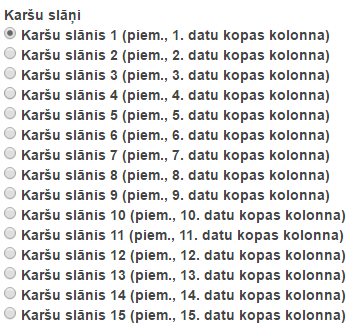 Karšu slāņi
Karšu slānis 1 (piem., 1. datu kopas kolonna)
Karšu slānis 2 (piem., 2. datu kopas kolonna)
Karšu slānis 3 (piem., 3. datu kopas kolonna)
Karšu slānis 4 (piem., 4. datu kopas kolonna)
Karšu slānis 5 (piem., 5. datu kopas kolonna)
Karšu slānis 6 (piem., 6. datu kopas kolonna)
Karšu slānis 7 (piem., 7. datu kopas kolonna)
Karšu slānis 8 (piem., 8. datu kopas kolonna)
Karšu slānis 9 (piem., 9. datu kopas kolonna)
Karšu slānis 10 (piem., 10. datu kopas kolonna)
Karšu slānis 11 (piem., 11. datu kopas kolonna)
Karšu slānis 12 (piem., 12. datu kopas kolonna)
Karšu slānis 13 (piem., 13. datu kopas kolonna)
Karšu slānis 14 (piem., 14. datu kopas kolonna)
Karšu slānis 15 (piem., 15. datu kopas kolonna)